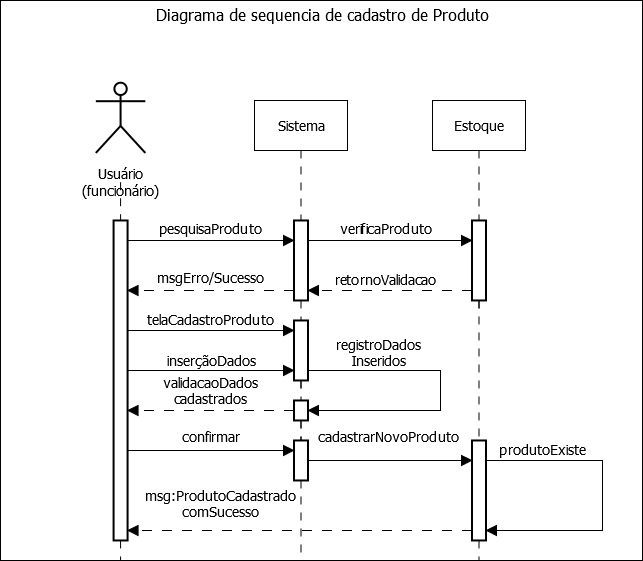 Diagrama de sequencia de cadastro de Produto
Sistema
Estoque
Usuário
(funcionário)
pesquisaProduto
verificaProduto
msgErro/Sucesso
retornoValidacao
telaCadastroProduto
registroDados
Inseridos
inserçãoDados
validacaoDados
cadastrados
confirmar
cadastrarNovoProduto
produtoExiste
msg:ProdutoCadastrado
comSucesso